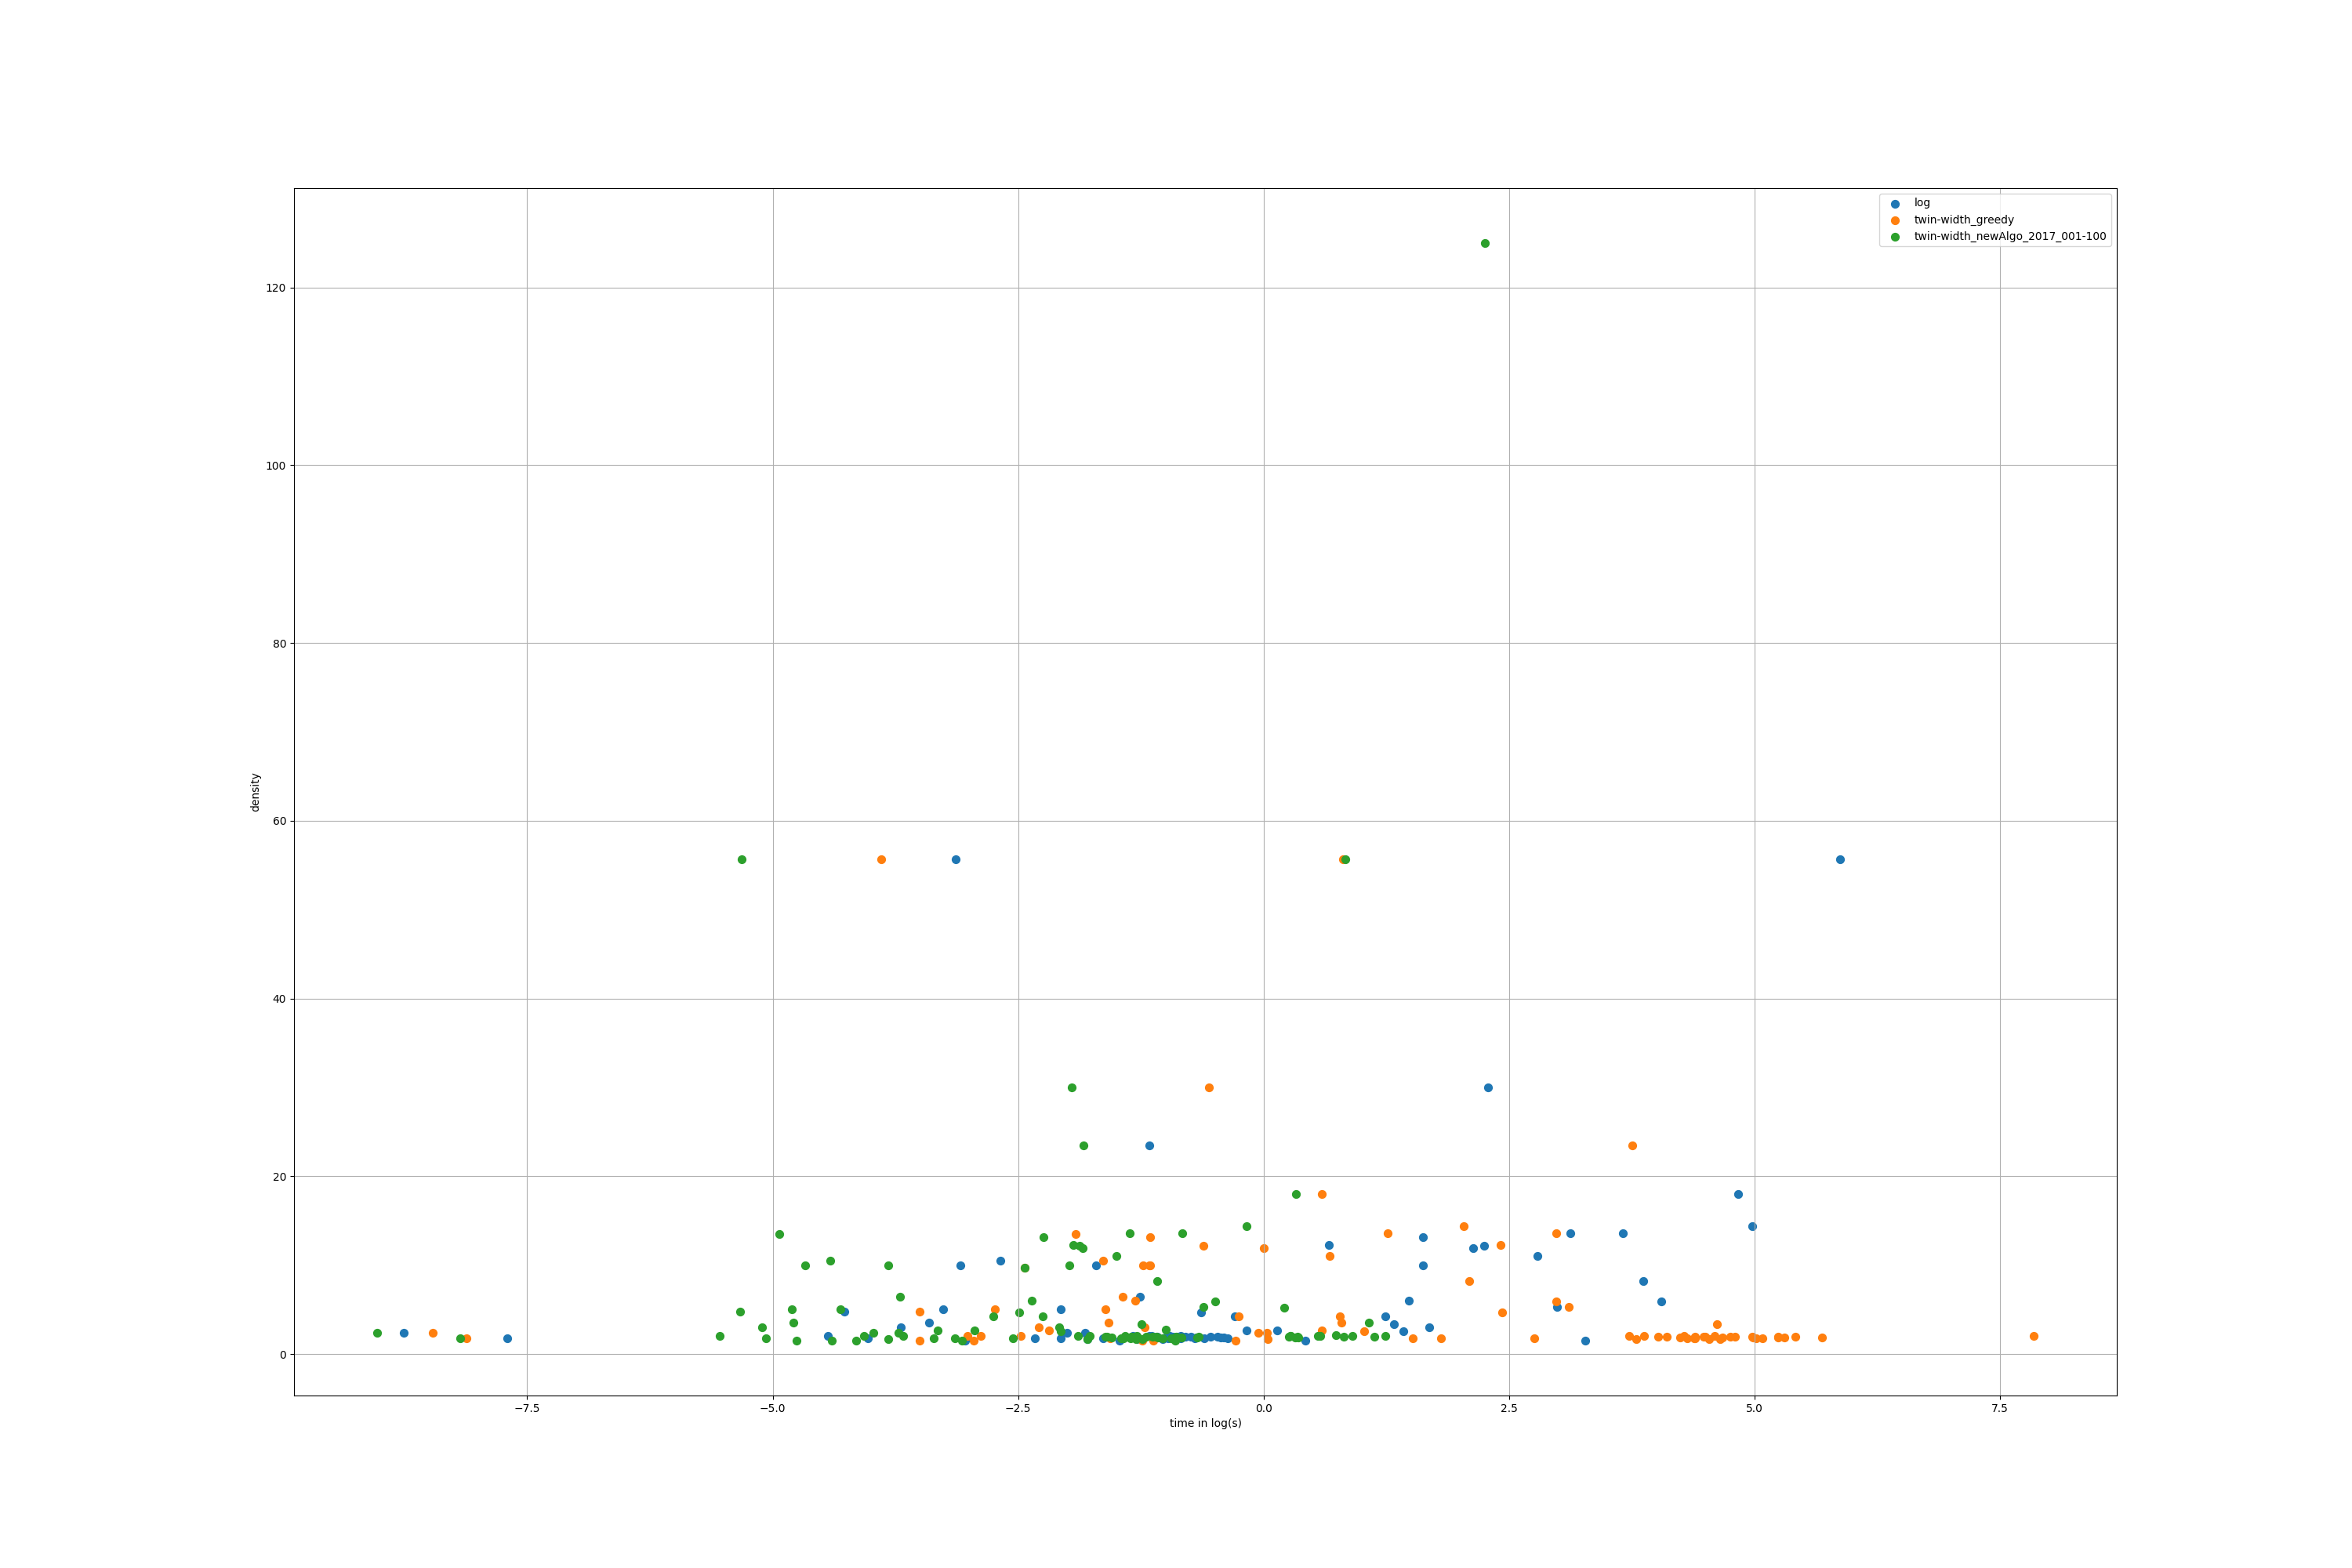 log
twin-width_greedy
twin-width_newAlgo_2017_001-100
120
100
80
60
40
20
0
density
−7.5 −5.0 −2.5 0.0 2.5 5.0 7.5
time in log(s)